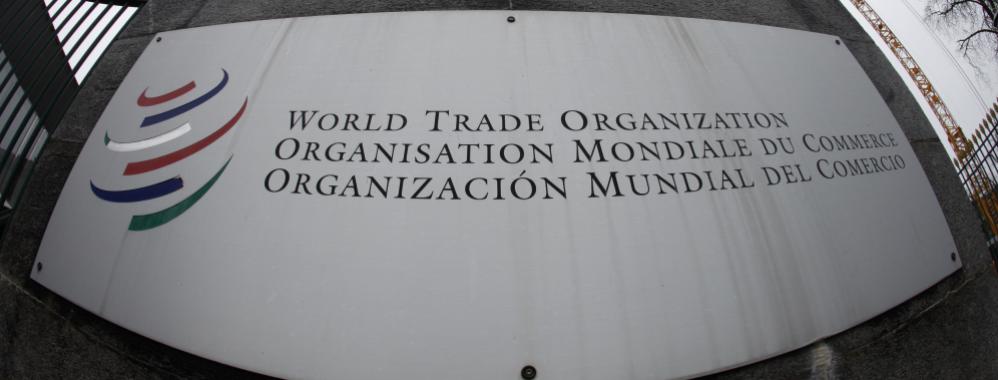 WORLD TRADE ORGANIZATION
ORGANISATION MONDIALE DU COMMERCE
ORGANIZACIÓN MUNDIAL DEL COMERCIO